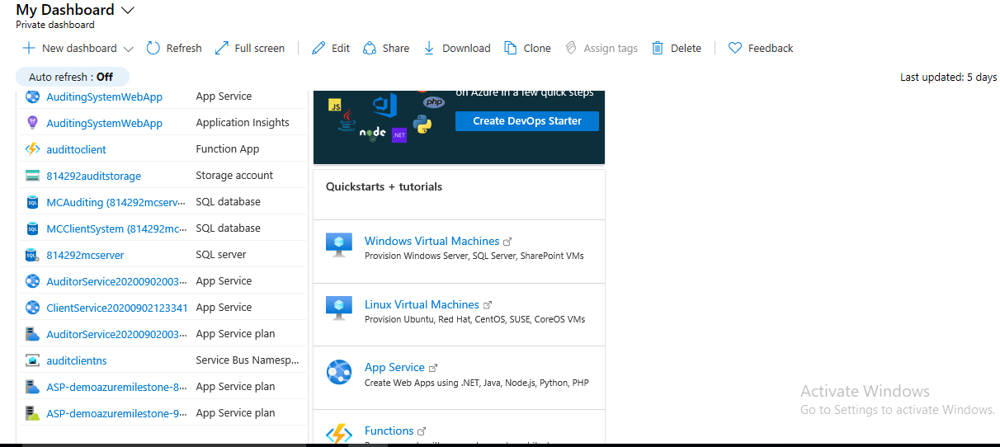 My Dashboard
Private dashboard
New dashboard Refresh Full screen Edit Share Download Clone Assign tags Delete Feedback
Auto refresh : Off
Last updated: 5 days
AuditingSystemWebApp App Service
AuditingSystemWebApp Application Insights
audittoclient Function App
814292auditstorage Storage account
MCAuditing (814292mcserv... SQL database
MCClientSystem (814292mc... SQL database
814292mcserver SQL server
AuditorService20200902003... App Service
ClientService20200902123341 App Service
AuditorService20200902003... App Service plan
auditclientns Service Bus Namesp...
ASP-demoazuremilestone-8... App Service plan
ASP-demoazuremilestone-9... App Service plan
on Azure in a few quick steps
JS
php
node
.NET
Create DevOps Starter
Quickstarts + tutorials
Windows Virtual Machines
Provision Windows Server, SQL Server, SharePoint VMs
Linux Virtual Machines
Provision Ubuntu, Red Hat, CentOS, SUSE, CoreOS VMs
App Service
Create Web Apps using .NET, Java, Node.js, Python, PHP
Functions
Activate Windows
Go to Settings to activate Windows.